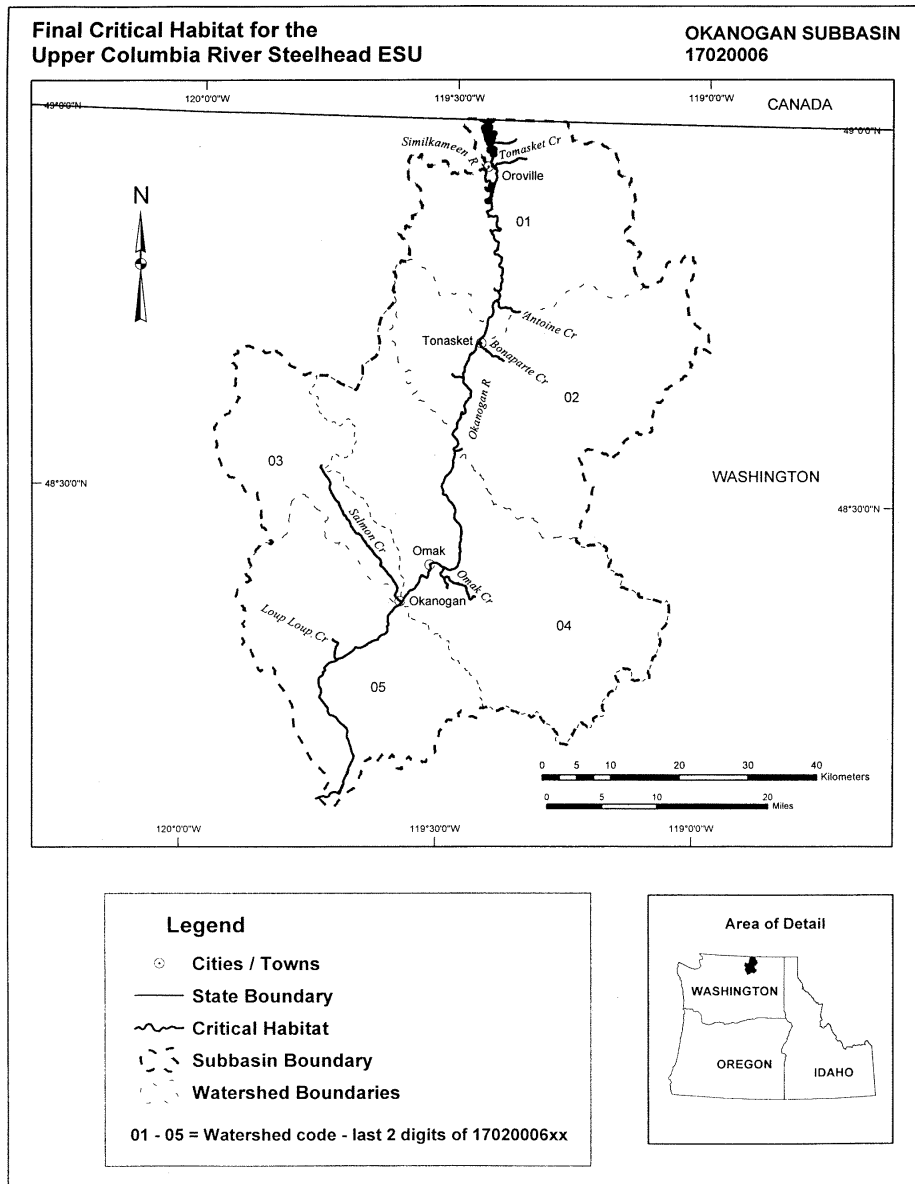 Final Critical Habitat for the
Upper Columbia River Steelhead ESU
OKANOGAN SUBBASIN
17020006
120°0'0"W
119°30'0"W
119°0'0"W
CANADA
49°0'0"N
49°0'0"N
Similkameen R
Tomasket Cr
Oroville
N
01
Antoine Cr
Tonasket
Bonaparte Cr
Okanogan R
02
03
WASHINGTON
48°30'0"N
48°30'0"N
Salmon Cr
Omak
Omak Cr
Okanogan
Loup Loup Cr
04
05
0 5 10 20 30 40
Kilometers
0 5 10 20
Miles
120°0'0"W
119°30'0"W
119°0'0"W
Legend
Cities / Towns
State Boundary
Critical Habitat
Subbasin Boundary
Watershed Boundaries
01 - 05 = Watershed code - last 2 digits of 17020006xx
Area of Detail
WASHINGTON
OREGON
IDAHO